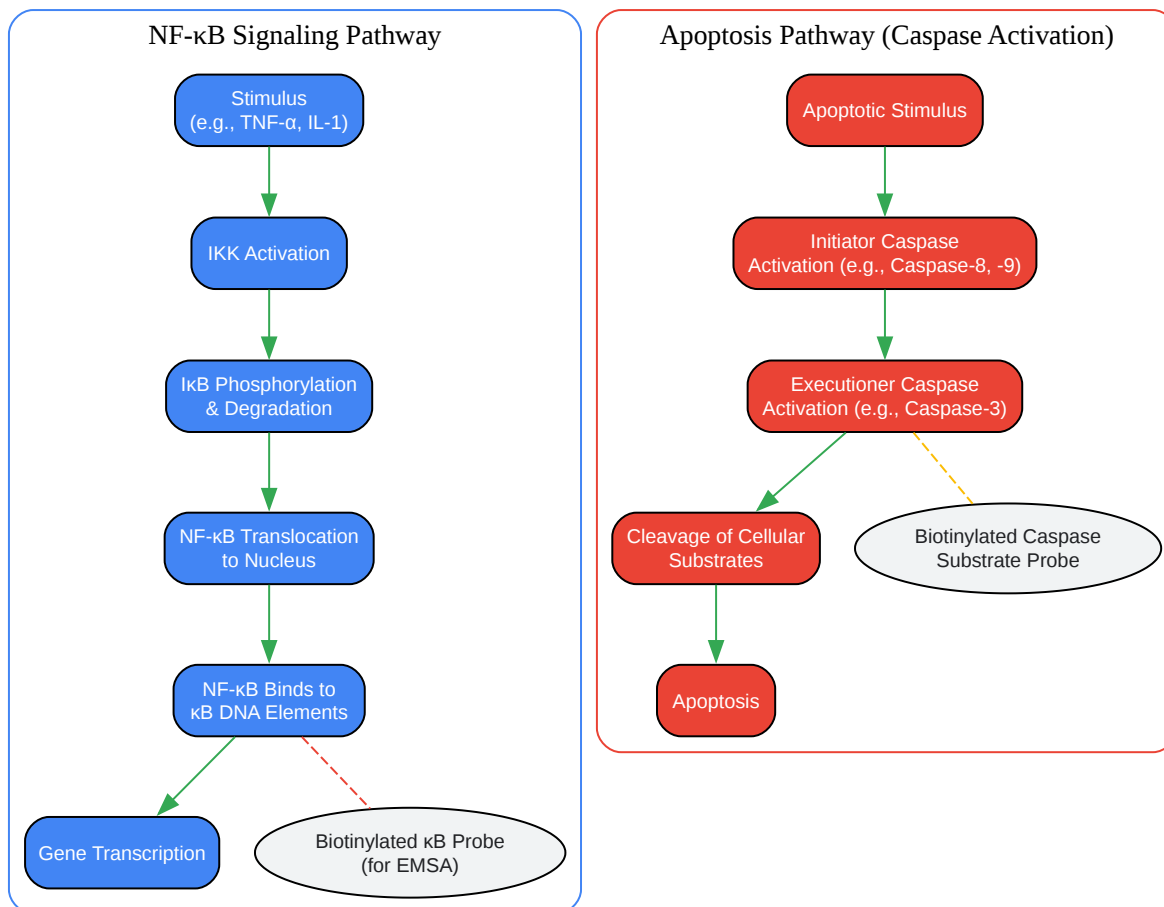 NF-κB Signaling Pathway
Stimulus
(e.g., TNF-α, IL-1)
IKK Activation
IκB Phosphorylation
& Degradation
NF-κB Translocation
to Nucleus
NF-κB Binds to
κB DNA Elements
Gene Transcription
Biotinylated κB Probe
(for EMSA)
Apoptosis Pathway (Caspase Activation)
Apoptotic Stimulus
Initiator Caspase
Activation (e.g., Caspase-8, -9)
Executioner Caspase
Activation (e.g., Caspase-3)
Cleavage of Cellular
Substrates
Biotinylated Caspase
Substrate Probe
Apoptosis